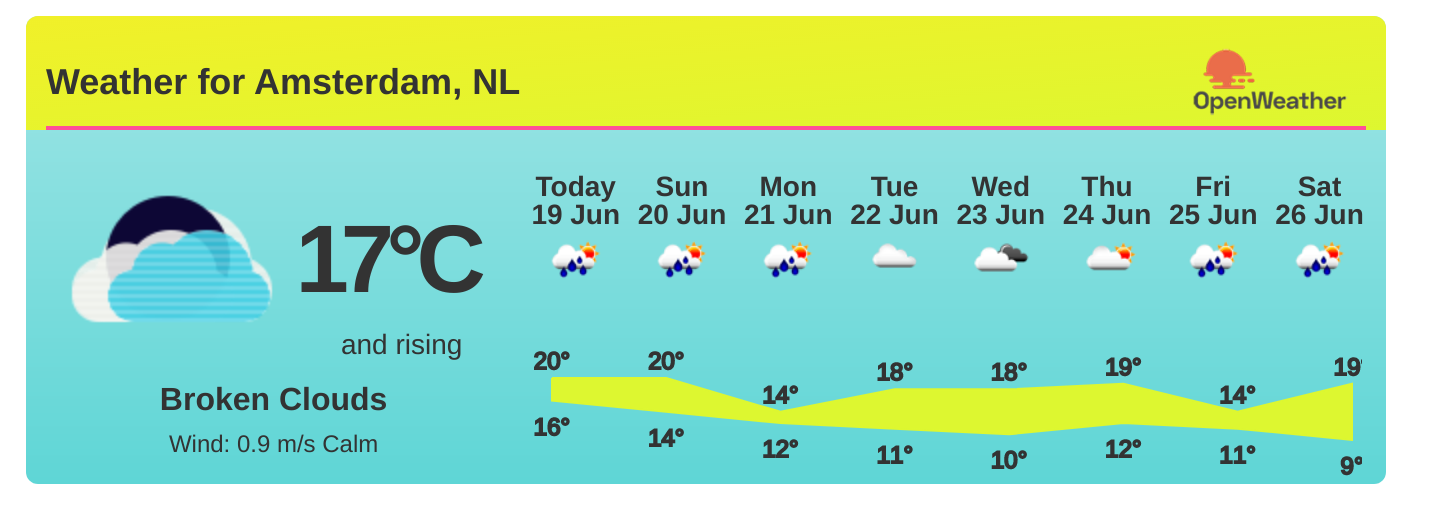 Weather for Amsterdam, NL
OpenWeather
Today Sun Mon Tue Wed Thu Fri Sat
19 Jun 20 Jun 21 Jun 22 Jun 23 Jun 24 Jun 25 Jun 26 Jun
17°C
and rising
Broken Clouds
Wind: 0.9 m/s Calm
20° 20° 14° 18° 18° 19° 14° 19°
16° 14° 12° 11° 10° 12° 11° 9°